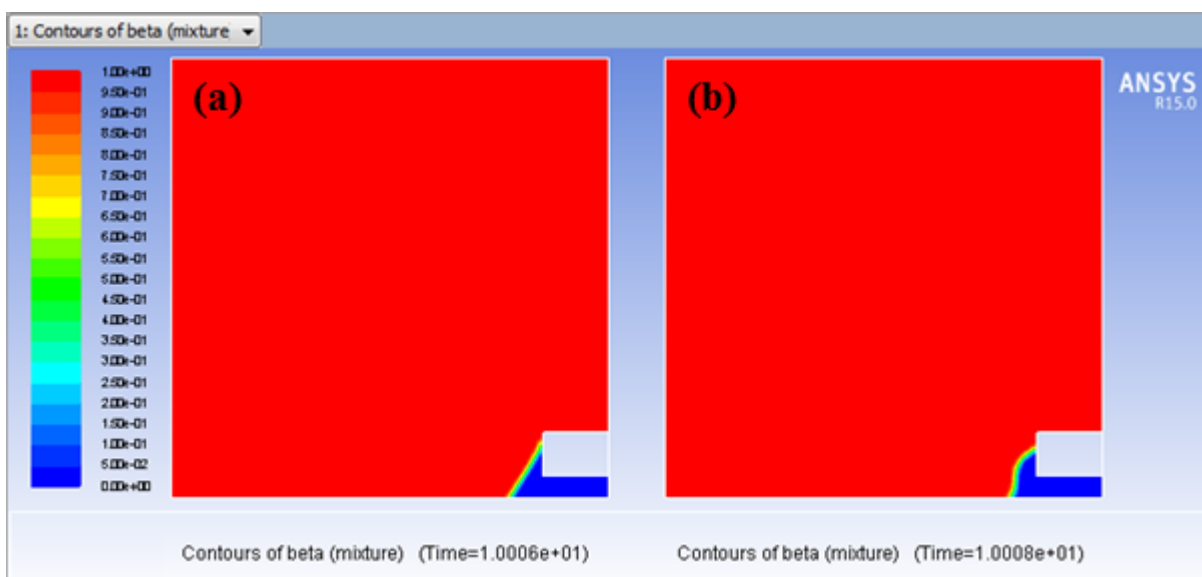 1: Contours of beta (mixture
1.00e+00
9.50e-01
9.00e-01
8.50e-01
8.00e-01
7.50e-01
7.00e-01
6.50e-01
6.00e-01
5.50e-01
5.00e-01
4.50e-01
4.00e-01
3.50e-01
3.00e-01
2.50e-01
2.00e-01
1.50e-01
1.00e-01
5.00e-02
0.00e+00
(a)
(b)
ANSYS
R15.0
Contours of beta (mixture) (Time=1.0006e+01)
Contours of beta (mixture) (Time=1.0008e+01)